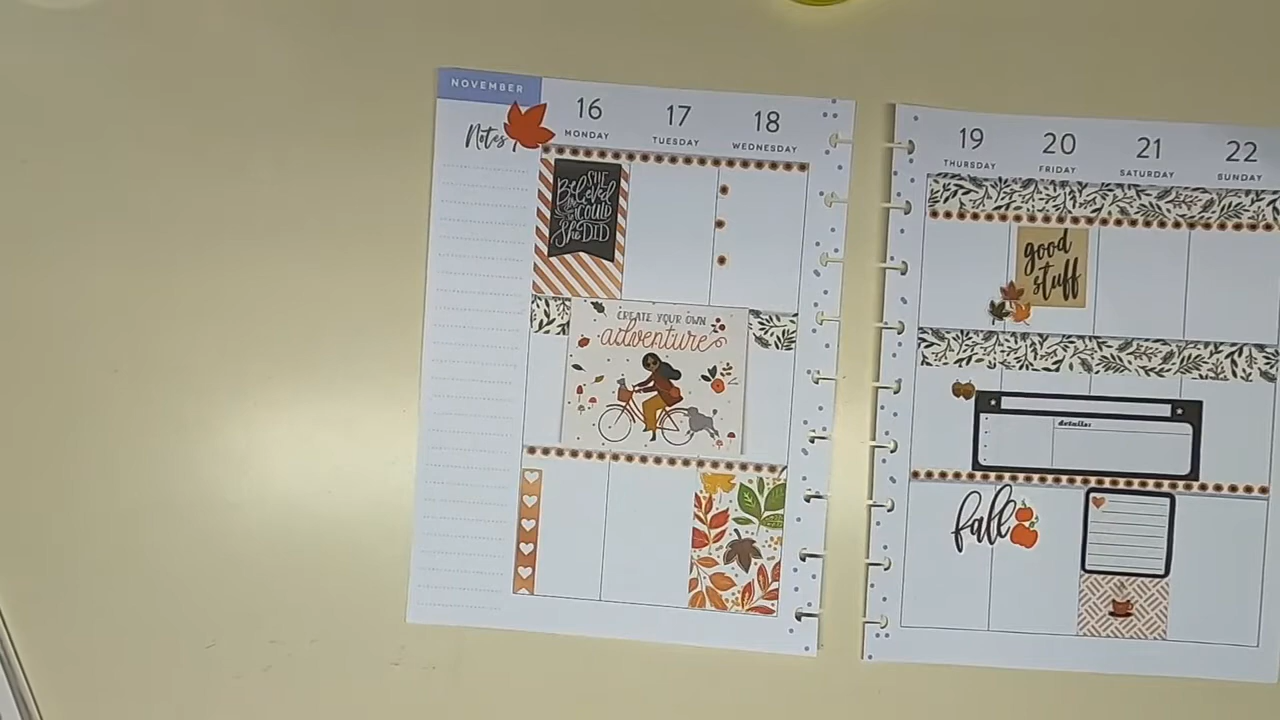 NOVEMBER
Notes
16
MONDAY
17
TUESDAY
18
WEDNESDAY
SHE
Believed
she COULD
so
She DID
CREATE YOUR OWN
adventure
19
THURSDAY
20
FRIDAY
21
SATURDAY
22
SUNDAY
good
stuff
details:
fall